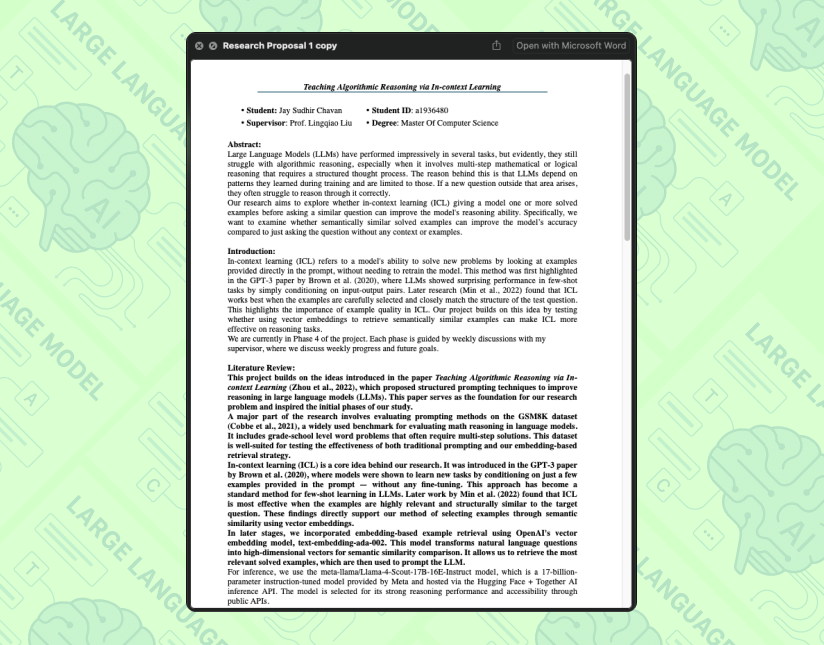 Research Proposal 1 copy
Open with Microsoft Word
Teaching Algorithmic Reasoning via In-context Learning
• Student: Jay Sudhir Chavan • Student ID: a1936480
• Supervisor: Prof. Lingqiao Liu • Degree: Master Of Computer Science
Abstract:
Large Language Models (LLMs) have performed impressively in several tasks, but evidently, they still
struggle with algorithmic reasoning, especially when it involves multi-step mathematical or logical
reasoning that requires a structured thought process. The reason behind this is that LLMs depend on
patterns they learned during training and are limited to those. If a new question outside that area arises,
they often struggle to reason through it correctly.
Our research aims to explore whether in-context learning (ICL) giving a model one or more solved
examples before asking a similar question can improve the model's reasoning ability. Specifically, we
want to examine whether semantically similar solved examples can improve the model's accuracy
compared to just asking the question without any context or examples.
Introduction:
In-context learning (ICL) refers to a model's ability to solve new problems by looking at examples
provided directly in the prompt, without needing to retrain the model. This method was first highlighted
in the GPT-3 paper by Brown et al. (2020), where LLMs showed surprising performance in few-shot
tasks by simply conditioning on input-output pairs. Later research (Min et al., 2022) found that ICL
works best when the examples are carefully selected and closely match the structure of the test question.
This highlights the importance of example quality in ICL. Our project builds on this idea by testing
whether using vector embeddings to retrieve semantically similar examples can make ICL more
effective on reasoning tasks.
We are currently in Phase 4 of the project. Each phase is guided by weekly discussions with my
supervisor, where we discuss weekly progress and future goals.
Literature Review:
This project builds on the ideas introduced in the paper Teaching Algorithmic Reasoning via In-
context Learning (Zhou et al., 2022), which proposed structured prompting techniques to improve
reasoning in large language models (LLMs). This paper serves as the foundation for our research
problem and inspired the initial phases of our study.
A major part of the research involves evaluating prompting methods on the GSM8K dataset
(Cobbe et al., 2021), a widely used benchmark for evaluating math reasoning in language models.
It includes grade-school level word problems that often require multi-step solutions. This dataset
is well-suited for testing the effectiveness of both traditional prompting and our embedding-based
retrieval strategy.
In-context learning (ICL) is a core idea behind our research. It was introduced in the GPT-3 paper
by Brown et al. (2020), where models were shown to learn new tasks by conditioning on just a few
examples provided in the prompt — without any fine-tuning. This approach has become a
standard method for few-shot learning in LLMs. Later work by Min et al. (2022) found that ICL
is most effective when the examples are highly relevant and structurally similar to the target
question. These findings directly support our method of selecting examples through semantic
similarity using vector embeddings.
In later stages, we incorporated embedding-based example retrieval using OpenAI's vector
embedding model, text-embedding-ada-002. This model transforms natural language questions
into high-dimensional vectors for semantic similarity comparison. It allows us to retrieve the most
relevant solved examples, which are then used to prompt the LLM.
For inference, we use the meta-llama/Llama-4-Scout-17B-16E-Instruct model, which is a 17-billion-
parameter instruction-tuned model provided by Meta and hosted via the Hugging Face + Together AI
inference API. The model is selected for its strong reasoning performance and accessibility through
public APIs.
LARGE LANGUAGE MODEL
LARGE LANGUAGE
MODEL
LARGE
LANGUAGE MODEL
LARGE LANGUAGE
LANGUAGE MODEL